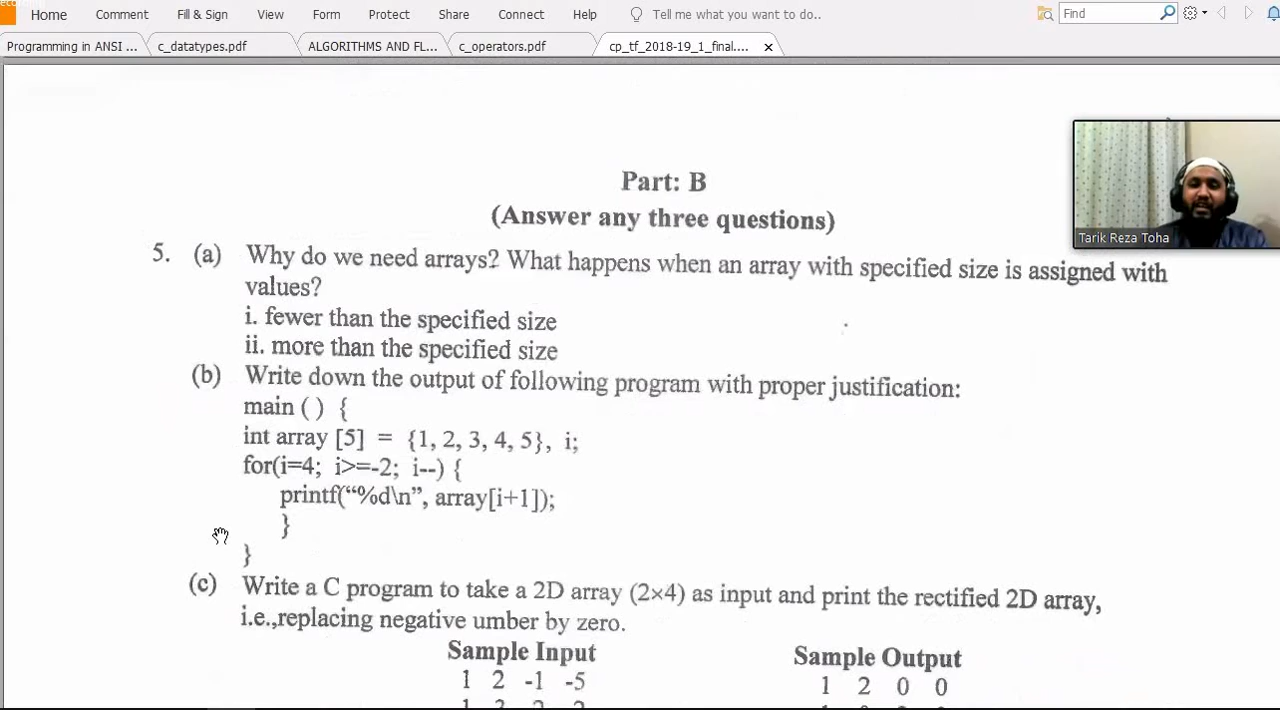 Home Comment Fill & Sign View Form Protect Share Connect Help Tell me what you want to do.. Find
Programming in ANSI ... c_datatypes.pdf ALGORITHMS AND FL... c_operators.pdf cp_tf_2018-19_1_final.... ×
Part: B
(Answer any three questions)
5. (a) Why do we need arrays? What happens when an array with specified size is assigned with
values?
i. fewer than the specified size
ii. more than the specified size
(b) Write down the output of following program with proper justification:
main ( ) {
int array [5] = {1, 2, 3, 4, 5}, i;
for(i=4; i>=-2; i--) {
printf(“%d\n”, array[i+1]);
}
}
(c) Write a C program to take a 2D array (2×4) as input and print the rectified 2D array,
i.e.,replacing negative umber by zero.
Sample Input Sample Output
1 2 -1 -5 1 2 0 0
Tarik Reza Toha